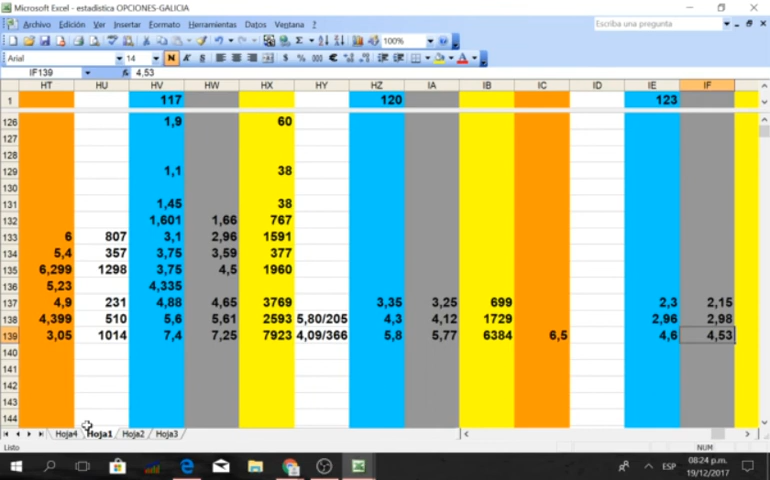 Microsoft Excel - estadistica OPCIONES-GALICIA
Archivo Edición Ver Insertar Formato Herramientas Datos Ventana ? Escriba una pregunta
100%
Arial 14 N K S
IF139 fx 4,53
HT HU HV HW HX HY HZ IA IB IC ID IE IF
1 117 120 123
126 1,9 60
127
128
129 1,1 38
130
131 1,45 38
132 1,601 1,66 767
133 6 807 3,1 2,96 1591
134 5,4 357 3,75 3,59 377
135 6,299 1298 3,75 4,5 1960
136 5,23 4,335
137 4,9 231 4,88 4,65 3769 3,35 3,25 699 2,3 2,15
138 4,399 510 5,6 5,61 2593 5,80/205 4,3 4,12 1729 2,96 2,98
139 3,05 1014 7,4 7,25 7923 4,09/366 5,8 5,77 6384 6,5 4,6 4,53
140
141
142
143
144
Hoja4 Hoja1 Hoja2 Hoja3
Listo NUM
ESP 08:24 p.m.
19/12/2017